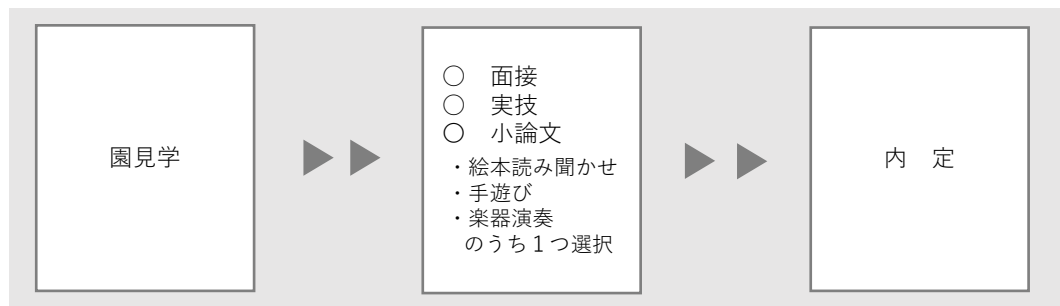 園見学
○　面接
○　実技
○　小論文
・絵本読み聞かせ
・手遊び
・楽器演奏
のうち１つ選択
内　定